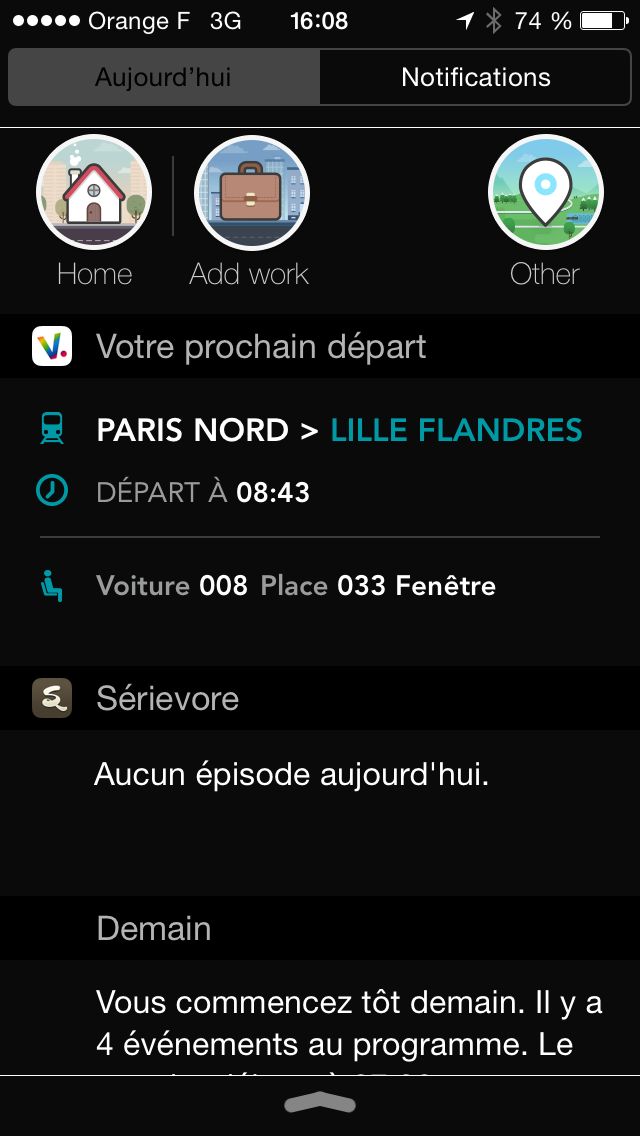 Orange F 3G 16:08 74 %
Aujourd'hui Notifications
Home Add work Other
V. Votre prochain départ
PARIS NORD > LILLE FLANDRES
DÉPART À 08:43
Voiture 008 Place 033 Fenêtre
Sérievore
Aucun épisode aujourd'hui.
Demain
Vous commencez tôt demain. Il y a
4 événements au programme. Le